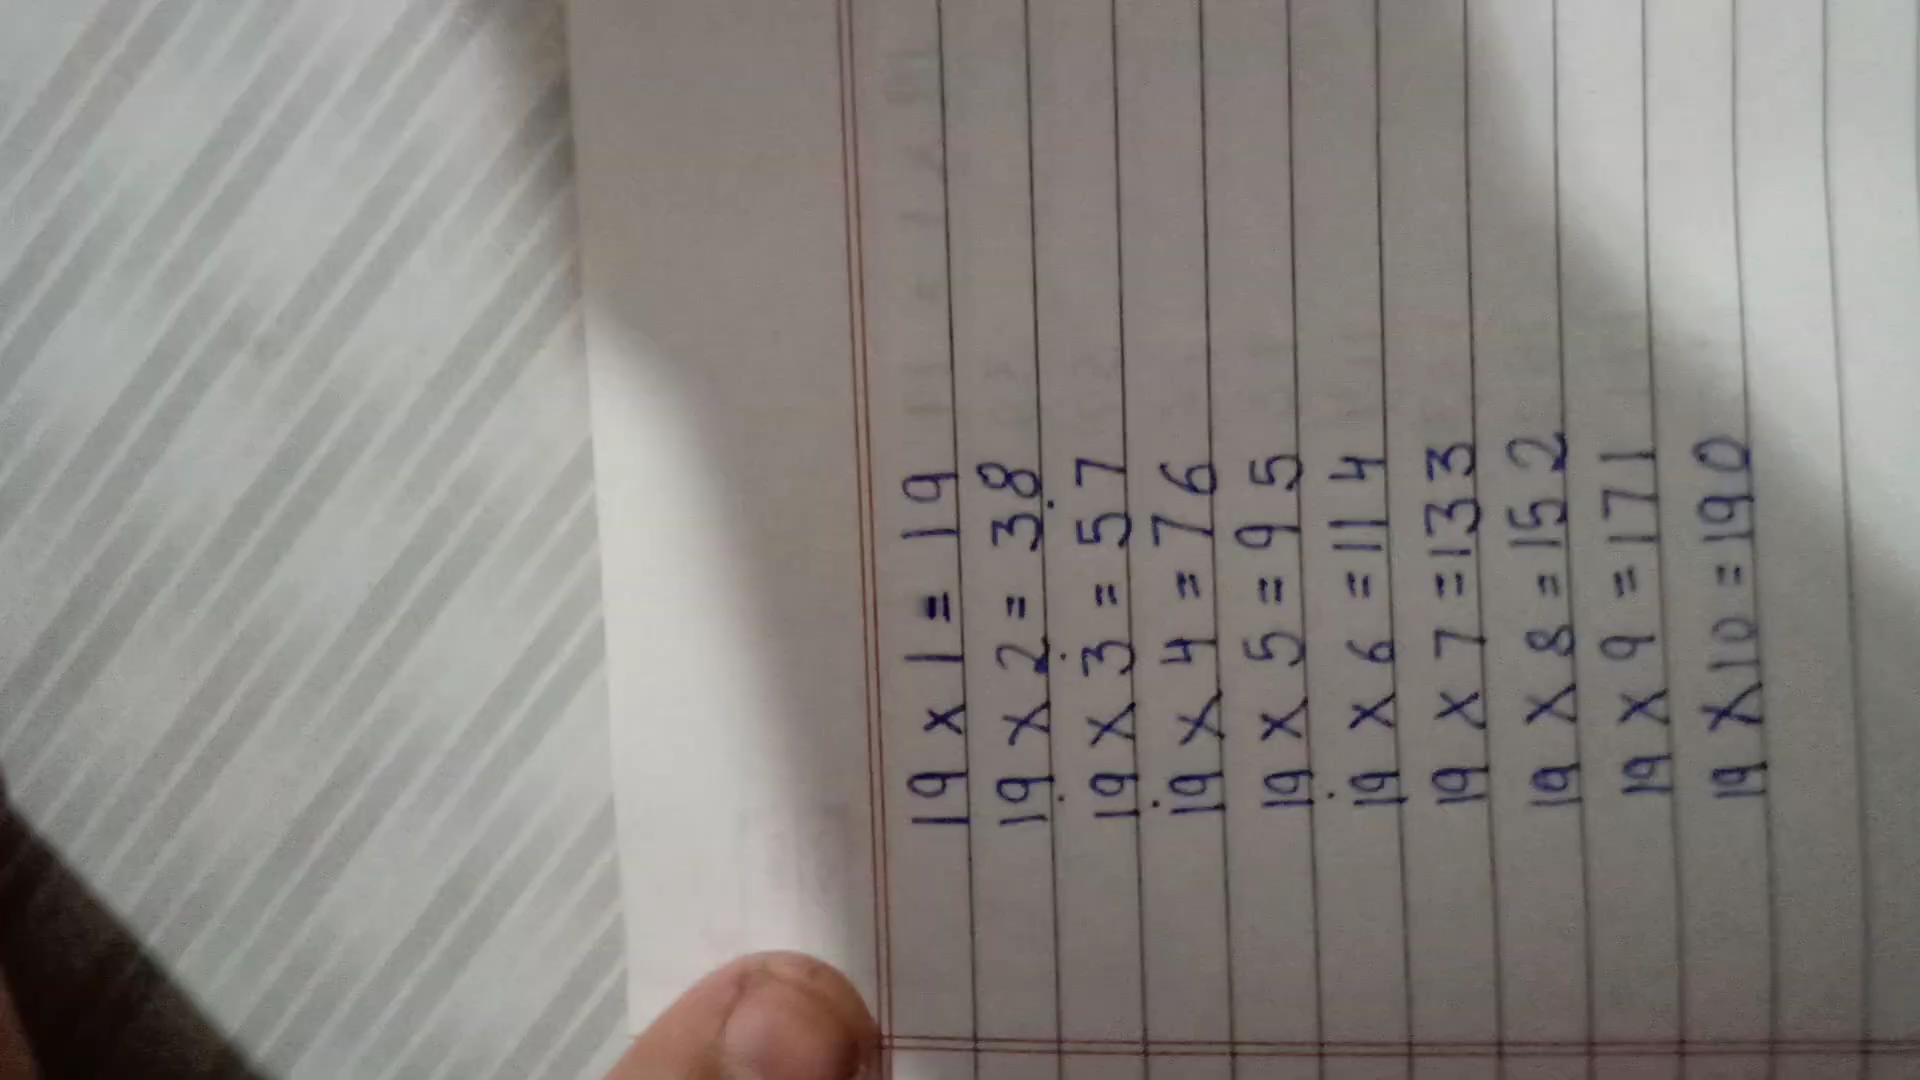 19 x 1 = 19
19 x 2 = 38
19 x 3 = 57
19 x 4 = 76
19 x 5 = 95
19 x 6 = 114
19 x 7 = 133
19 x 8 = 152
19 x 9 = 171
19 x 10 = 190